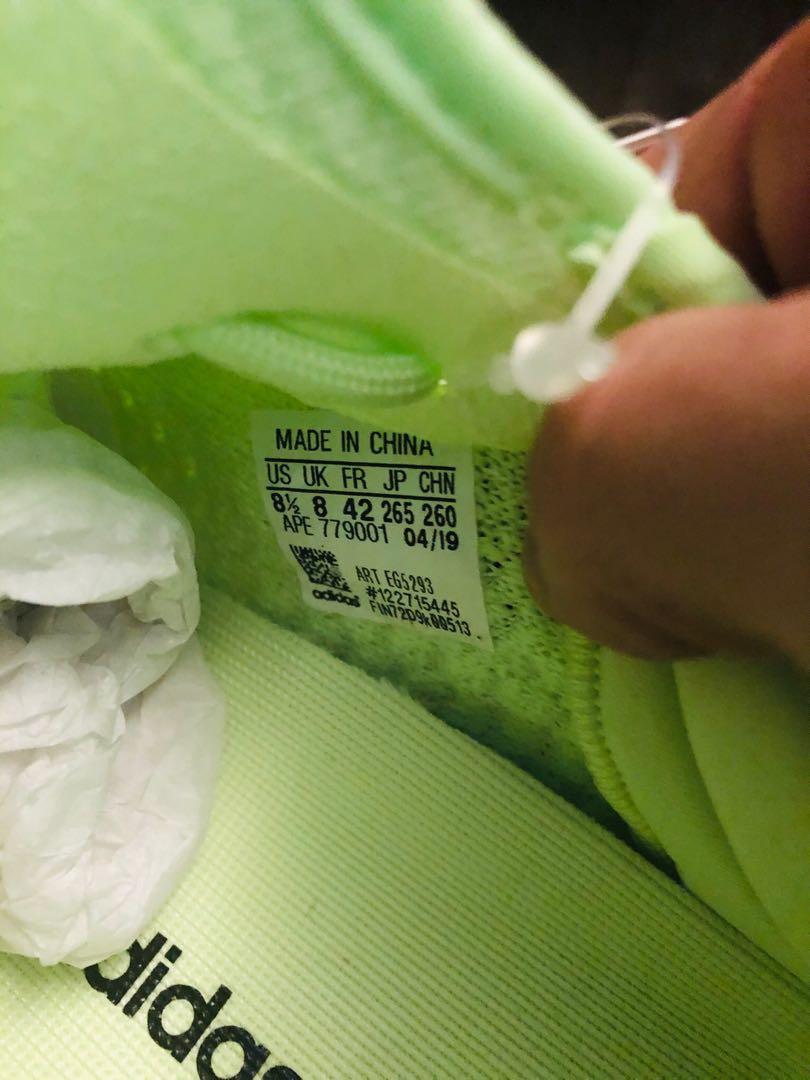 MADE IN CHINA
US UK FR JP CHN
8½ 8 42 265 260
APE 779001 04/19
ART EG5293
#122715445
adidas FIN72D9K00513
adidas